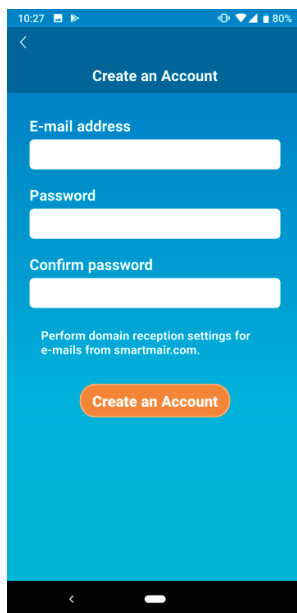 10:27 80%
Create an Account
E-mail address
Password
Confirm password
Perform domain reception settings for
e-mails from smartmair.com.
Create an Account